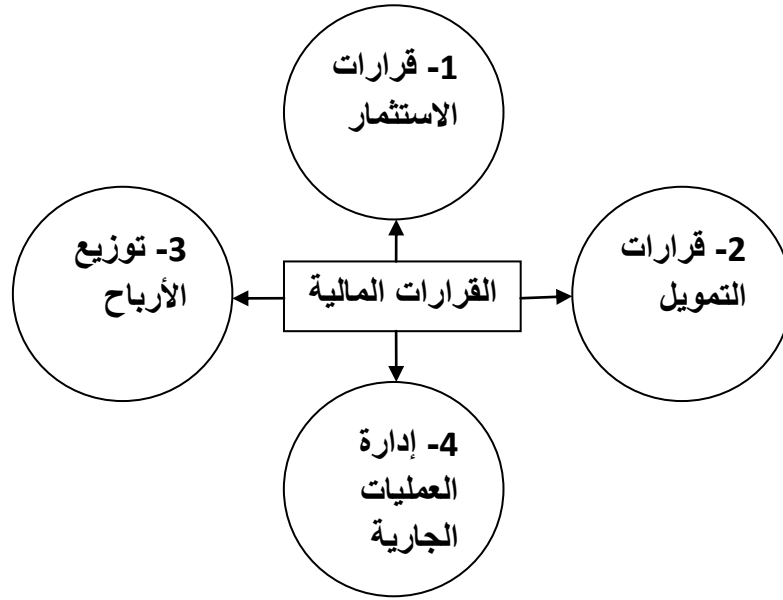 1- قرارات
الاستثمار
2- قرارات
التمويل
القرارات المالية
3- توزيع
الأرباح
4- إدارة
العمليات
الجارية